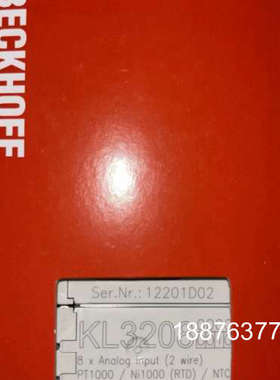 BECKHOFF
Ser.Nr.: 12201D02
18876377
8 x Analog Input (2 wire)
PT1000 / Ni1000 (RTD) / NTC